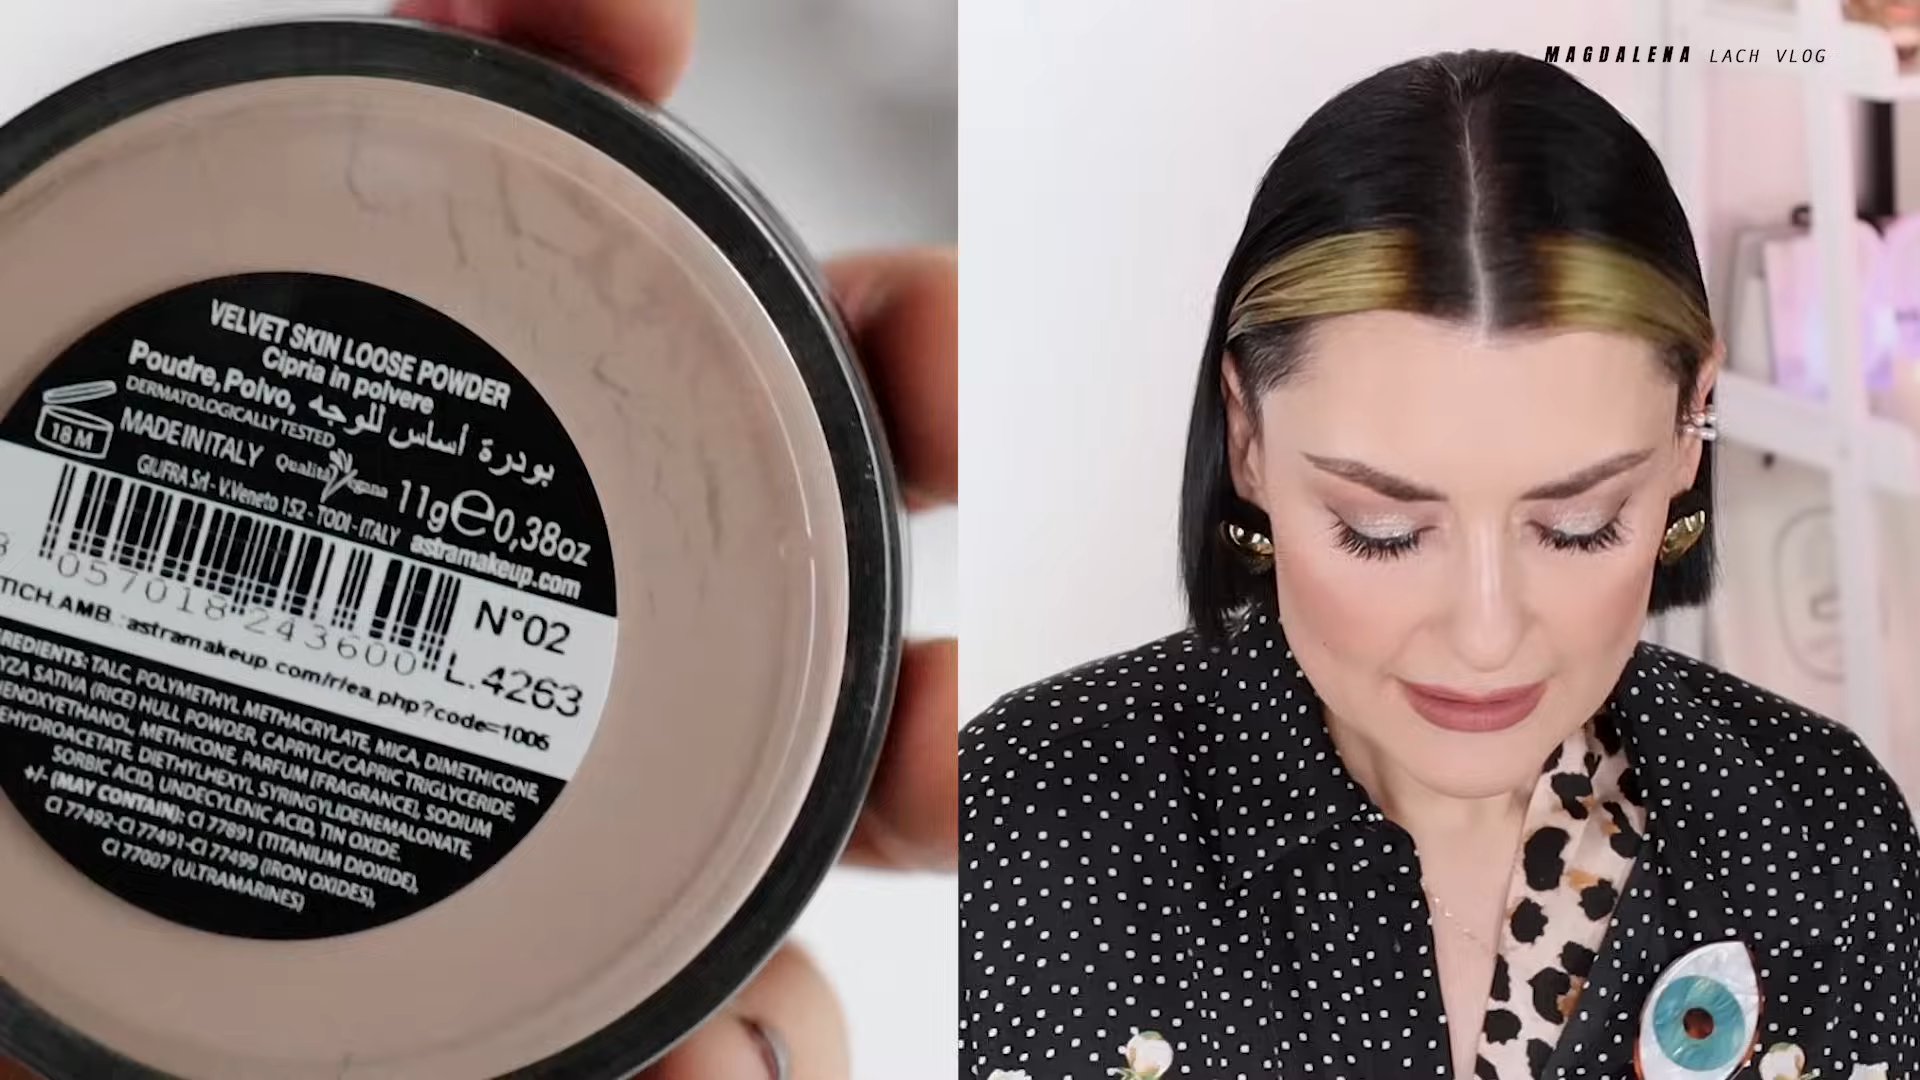 VELVET SKIN LOOSE POWDER
Cipria in polvere
Poudre, Polvo, بودرة أساس للوجه
DERMATOLOGICALLY TESTED
18 M
MADE IN ITALY Qualità Vegana 11g e 0,38oz
GIUFRA Srl - V.Veneto 152 - TODI - ITALY astramakeup.com
057018 243600
N°02
TICH.AMB.:astramakeup.com/r/ea.php?code=1006
L.4263
REDIENTS: TALC, POLYMETHYL METHACRYLATE, MICA, DIMETHICONE,
YZA SATIVA (RICE) HULL POWDER, CAPRYLIC/CAPRIC TRIGLYCERIDE,
ENOXYETHANOL, METHICONE, PARFUM (FRAGRANCE), SODIUM
EHYDROACETATE, DIETHYLHEXYL SYRINGYLIDENEMALONATE,
SORBIC ACID, UNDECYLENIC ACID, TIN OXIDE.
+/- (MAY CONTAIN): CI 77891 (TITANIUM DIOXIDE),
CI 77492-CI 77491-CI 77499 (IRON OXIDES),
CI 77007 (ULTRAMARINES)
MAGDALENA LACH VLOG